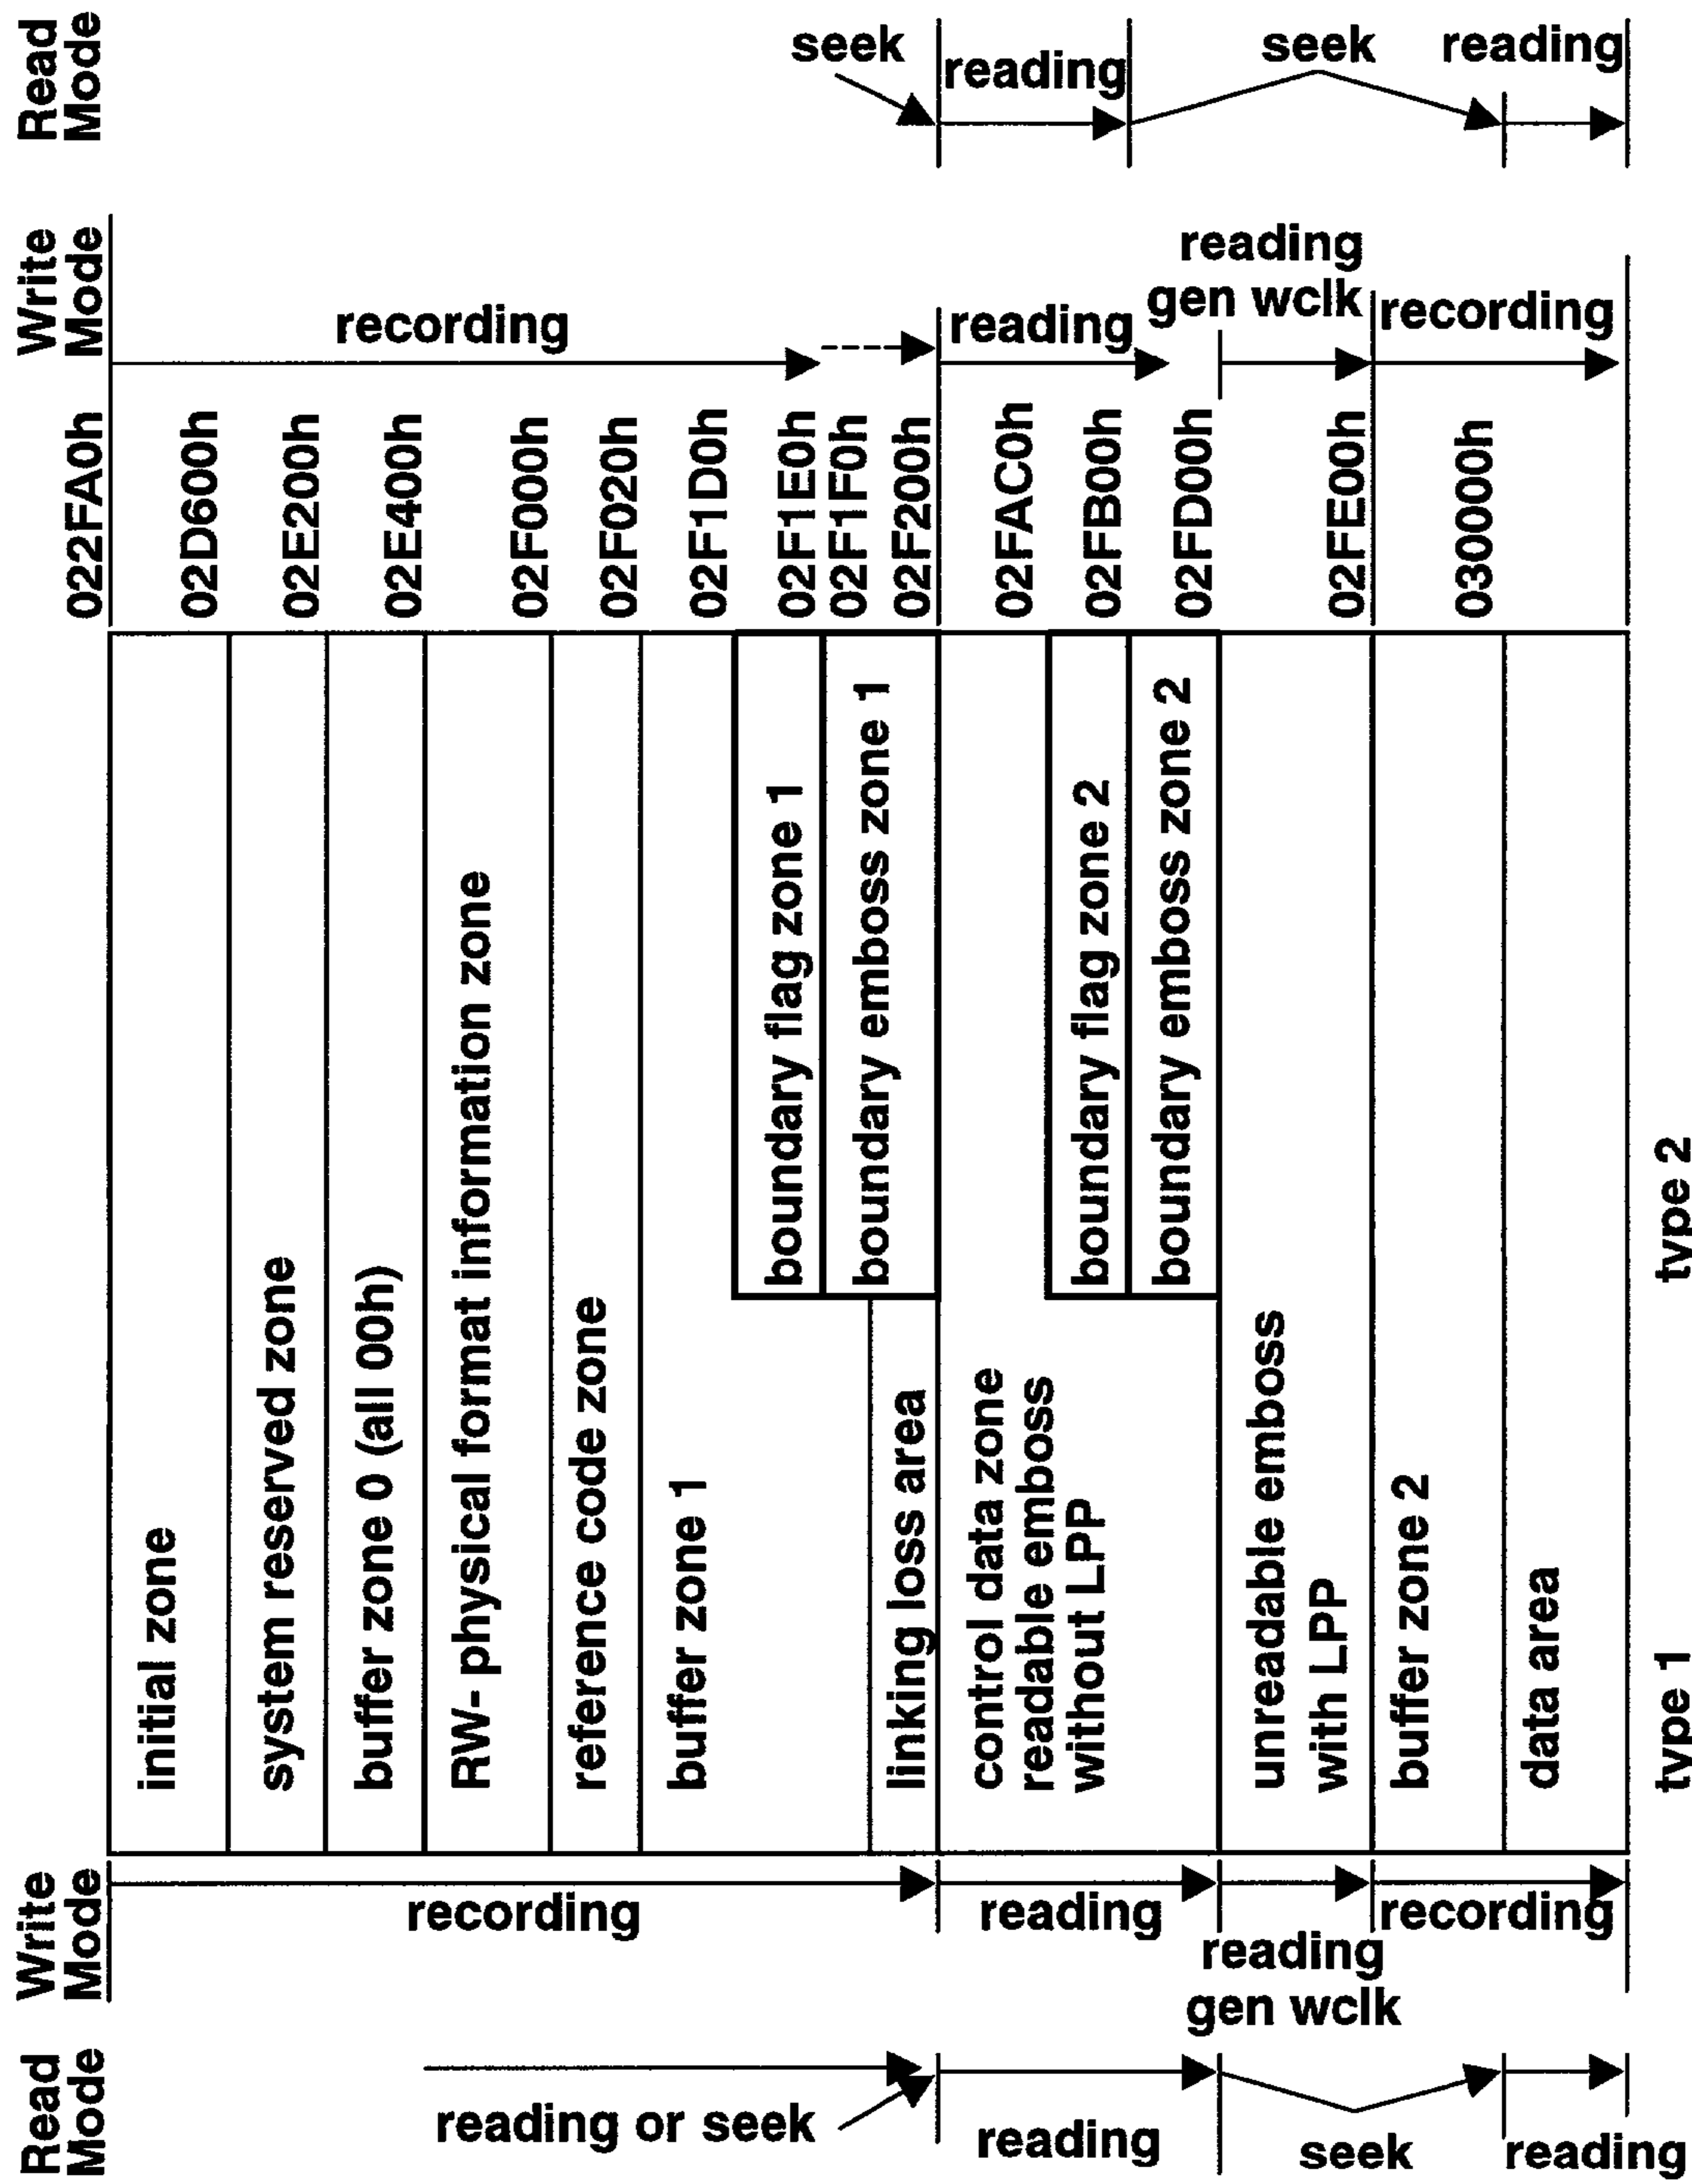 Read
Mode
seek
reading
seek
reading
Write
Mode
recording
reading
reading
gen wclk
recording
022FA0h
02D600h
02E200h
02E400h
02F000h
02F020h
02F1D0h
02F1E0h
02F1F0h
02F200h
02FAC0h
02FB00h
02FD00h
02FE00h
030000h
initial zone
system reserved zone
buffer zone 0 (all 00h)
RW- physical format information zone
reference code zone
buffer zone 1
boundary flag zone 1
boundary emboss zone 1
linking loss area
control data zone
readable emboss
without LPP
boundary flag zone 2
boundary emboss zone 2
unreadable emboss
with LPP
buffer zone 2
data area
type 1
type 2
Write
Mode
recording
reading
reading
gen wclk
recording
Read
Mode
reading or seek
reading
seek
reading